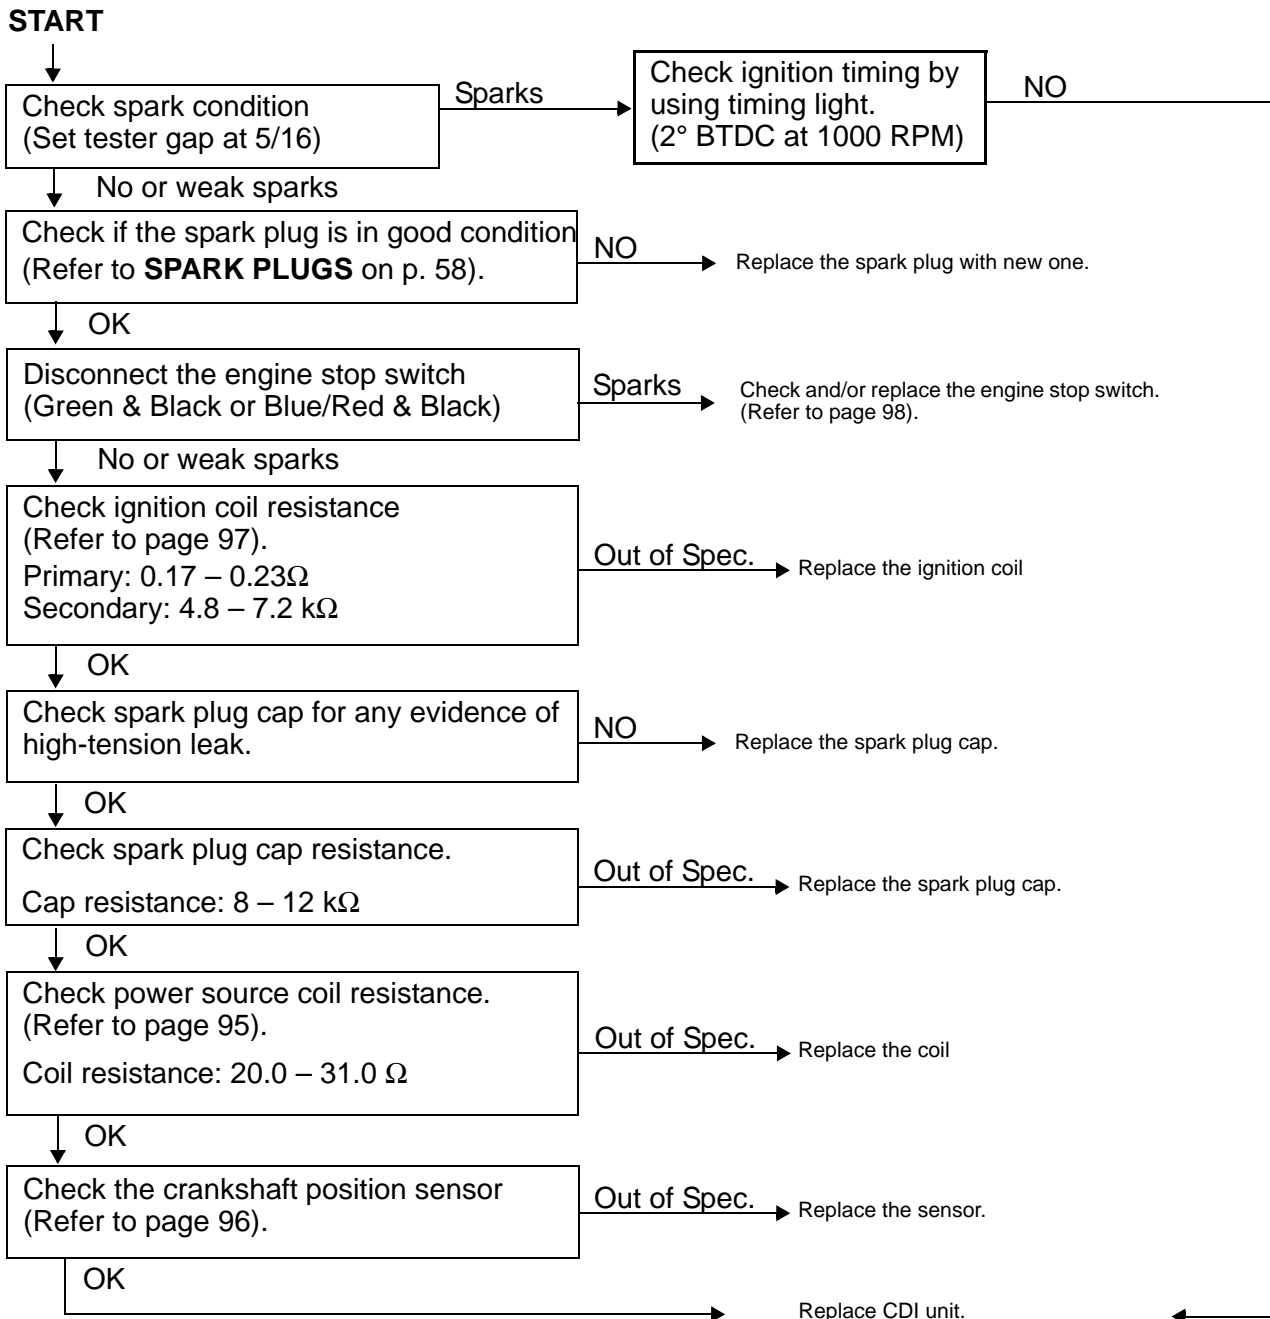 START
Check spark condition
(Set tester gap at 5/16)
Sparks
Check ignition timing by
using timing light.
(2° BTDC at 1000 RPM)
NO
No or weak sparks
Check if the spark plug is in good condition
(Refer to SPARK PLUGS on p. 58).
NO
Replace the spark plug with new one.
OK
Disconnect the engine stop switch
(Green & Black or Blue/Red & Black)
Sparks
Check and/or replace the engine stop switch.
(Refer to page 98).
No or weak sparks
Check ignition coil resistance
(Refer to page 97).
Primary: 0.17 – 0.23Ω
Secondary: 4.8 – 7.2 kΩ
Out of Spec.
Replace the ignition coil
OK
Check spark plug cap for any evidence of
high-tension leak.
NO
Replace the spark plug cap.
OK
Check spark plug cap resistance.
Cap resistance: 8 – 12 kΩ
Out of Spec.
Replace the spark plug cap.
OK
Check power source coil resistance.
(Refer to page 95).
Coil resistance: 20.0 – 31.0 Ω
Out of Spec.
Replace the coil
OK
Check the crankshaft position sensor
(Refer to page 96).
Out of Spec.
Replace the sensor.
OK
Replace CDI unit.